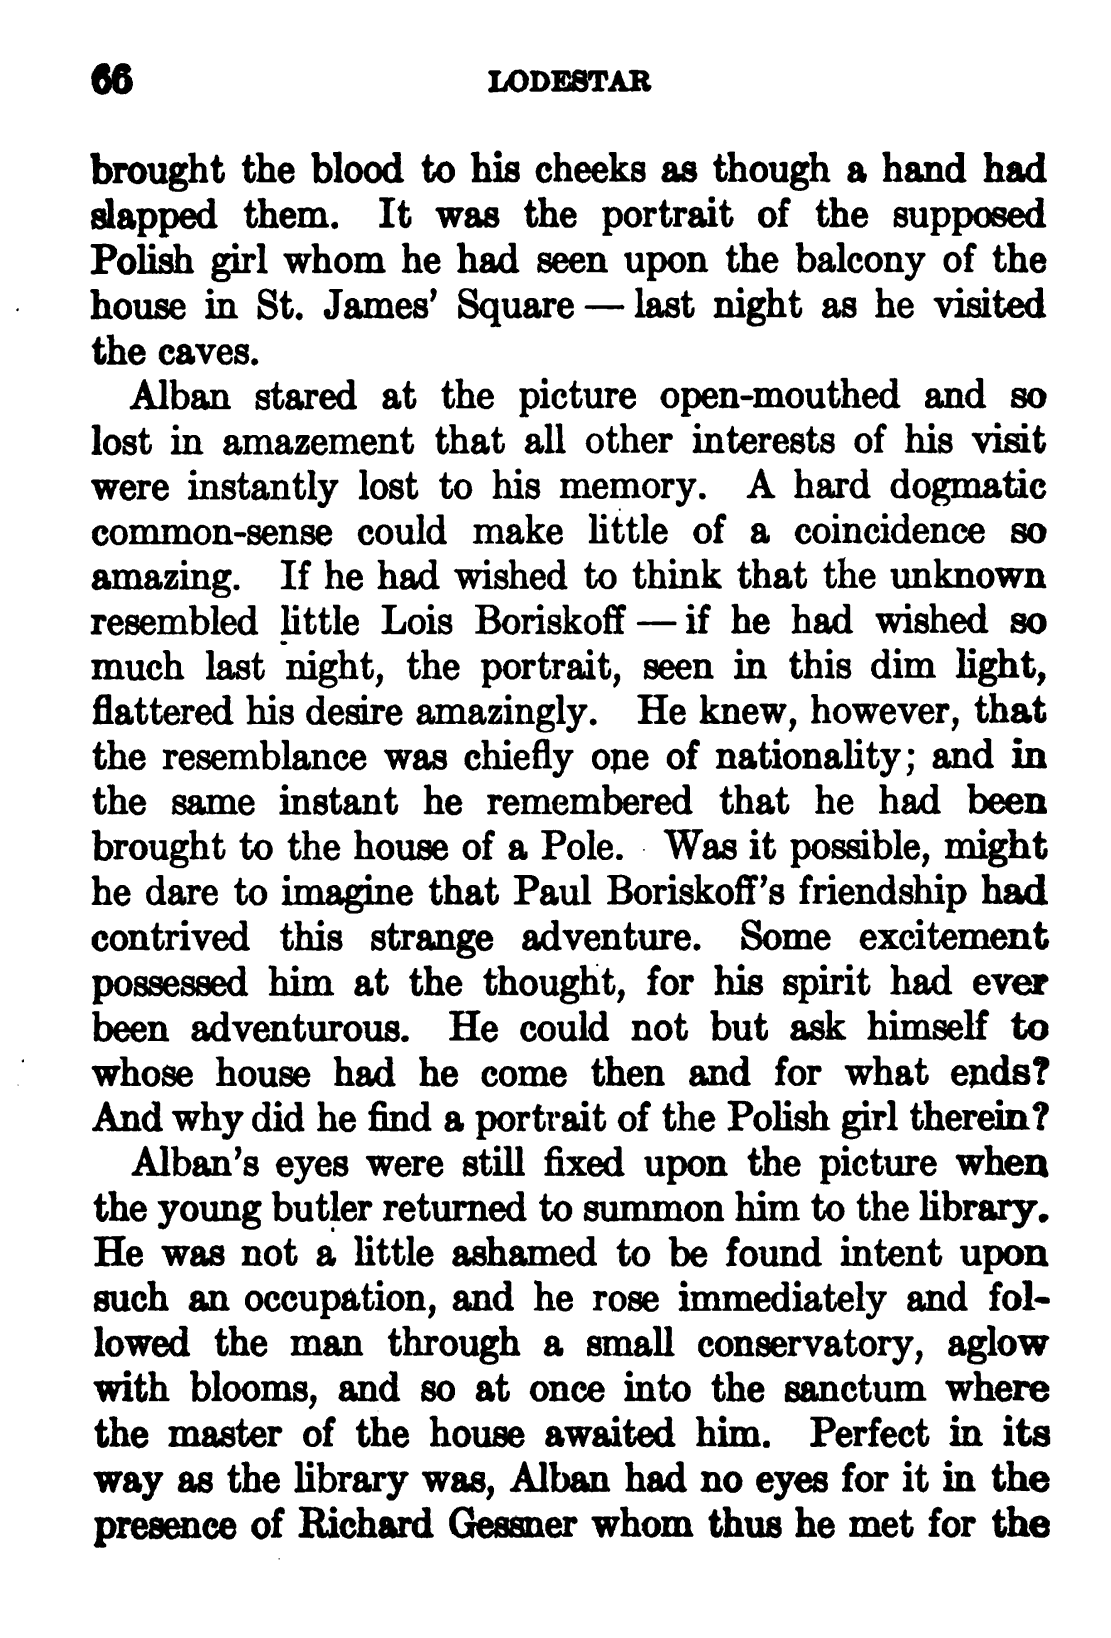 66 LODESTAR
brought the blood to his cheeks as though a hand had
slapped them. It was the portrait of the supposed
Polish girl whom he had seen upon the balcony of the
house in St. James' Square — last night as he visited
the caves.
Alban stared at the picture open-mouthed and so
lost in amazement that all other interests of his visit
were instantly lost to his memory. A hard dogmatic
common-sense could make little of a coincidence so
amazing. If he had wished to think that the unknown
resembled little Lois Boriskoff — if he had wished so
much last night, the portrait, seen in this dim light,
flattered his desire amazingly. He knew, however, that
the resemblance was chiefly one of nationality; and in
the same instant he remembered that he had been
brought to the house of a Pole. Was it possible, might
he dare to imagine that Paul Boriskoff's friendship had
contrived this strange adventure. Some excitement
possessed him at the thought, for his spirit had ever
been adventurous. He could not but ask himself to
whose house had he come then and for what ends?
And why did he find a portrait of the Polish girl therein?
Alban's eyes were still fixed upon the picture when
the young butler returned to summon him to the library.
He was not a little ashamed to be found intent upon
such an occupation, and he rose immediately and fol-
lowed the man through a small conservatory, aglow
with blooms, and so at once into the sanctum where
the master of the house awaited him. Perfect in its
way as the library was, Alban had no eyes for it in the
presence of Richard Gessner whom thus he met for the